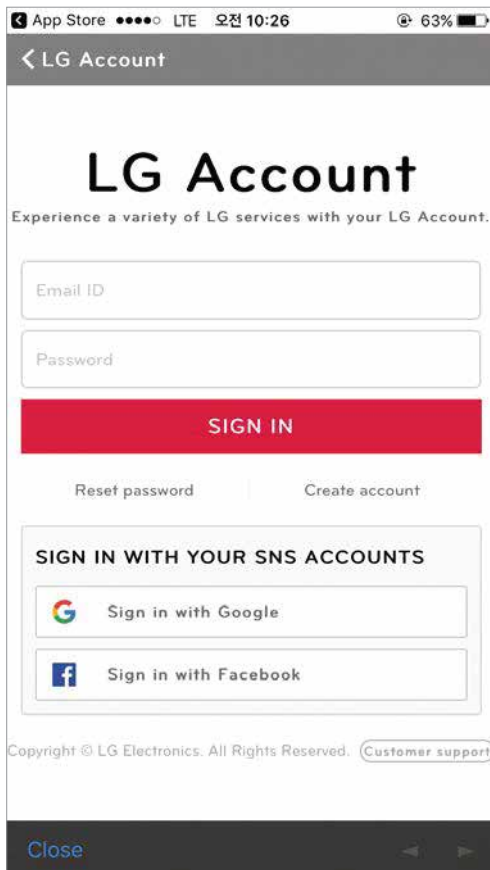 App Store LTE 오전 10:26 63%
LG Account
LG Account
Experience a variety of LG services with your LG Account.
Email ID
Password
SIGN IN
Reset password Create account
SIGN IN WITH YOUR SNS ACCOUNTS
Sign in with Google
Sign in with Facebook
Copyright © LG Electronics. All Rights Reserved. Customer support
Close